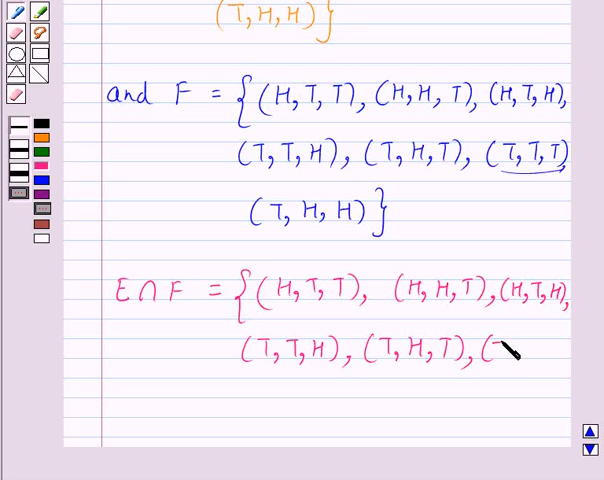 (T, H, H)}
and F = {(H, T, T), (H, H, T), (H, T, H),
(T, T, H), (T, H, T), (T, T, T)
(T, H, H)}
E ∩ F = {(H, T, T), (H, H, T), (H, T, H),
(T, T, H), (T, H, T), (T